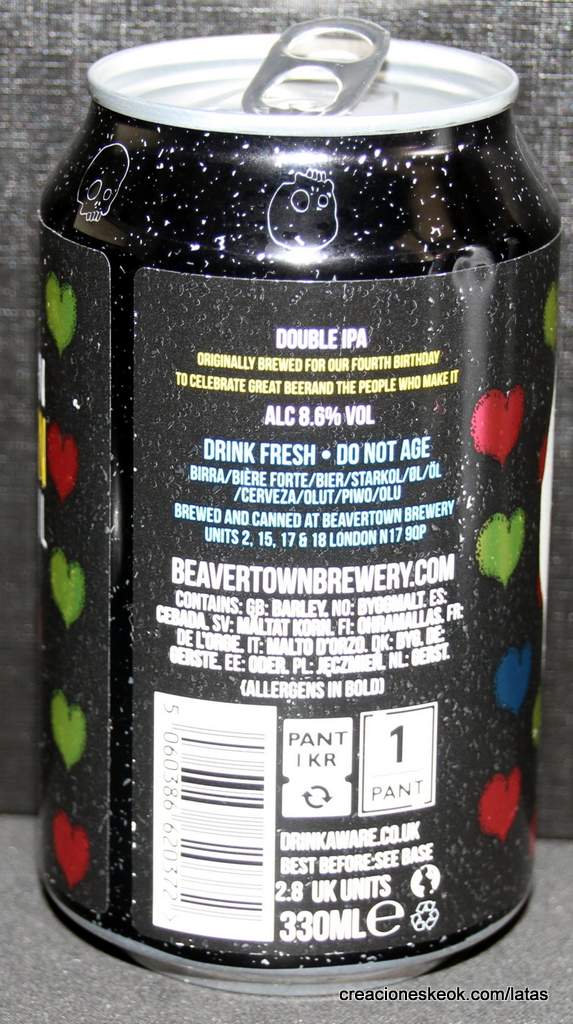 DOUBLE IPA
ORIGINALLY BREWED FOR OUR FOURTH BIRTHDAY
TO CELEBRATE GREAT BEERAND THE PEOPLE WHO MAKE IT
ALC 8.6% VOL
DRINK FRESH • DO NOT AGE
BIRRA/BIÈRE FORTE/BIER/STARKOL/ØL/ÖL
/CERVEZA/OLUT/PIWO/OLU
BREWED AND CANNED AT BEAVERTOWN BREWERY
UNITS 2, 15, 17 & 18 LONDON N17 9QP
BEAVERTOWNBREWERY.COM
CONTAINS: GB: BARLEY. NO: BYGGMALT. ES:
CEBADA. SV: MALTAT KORN. FI: OHRAMALLAS. FR:
DE L'ORGE. IT: MALTO D'ORZO. DK: BYG. DE:
GERSTE. EE: ODER. PL: JĘCZMIEŃ. NL: GERST.
(ALLERGENS IN BOLD)
5 060386 620372 >
PANT
1 KR
1
PANT
DRINKAWARE.CO.UK
BEST BEFORE-SEE BASE
2.8 UK UNITS
330ML e
creacioneskeok.com/latas